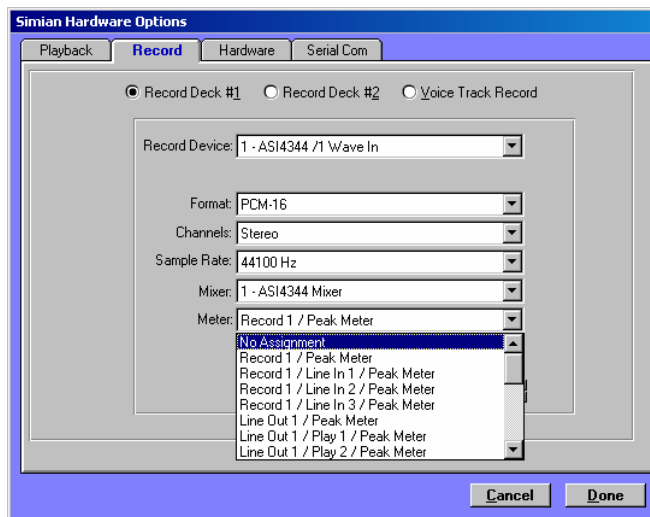 Simian Hardware Options
Playback Record Hardware Serial Com
Record Deck #1 Record Deck #2 Voice Track Record
Record Device: 1 - ASI4344 /1 Wave In
Format: PCM-16
Channels: Stereo
Sample Rate: 44100 Hz
Mixer: 1 - ASI4344 Mixer
Meter: Record 1 / Peak Meter
No Assignment
Record 1 / Peak Meter
Record 1 / Line In 1 / Peak Meter
Record 1 / Line In 2 / Peak Meter
Record 1 / Line In 3 / Peak Meter
Line Out 1 / Peak Meter
Line Out 1 / Play 1 / Peak Meter
Line Out 1 / Play 2 / Peak Meter
Cancel Done